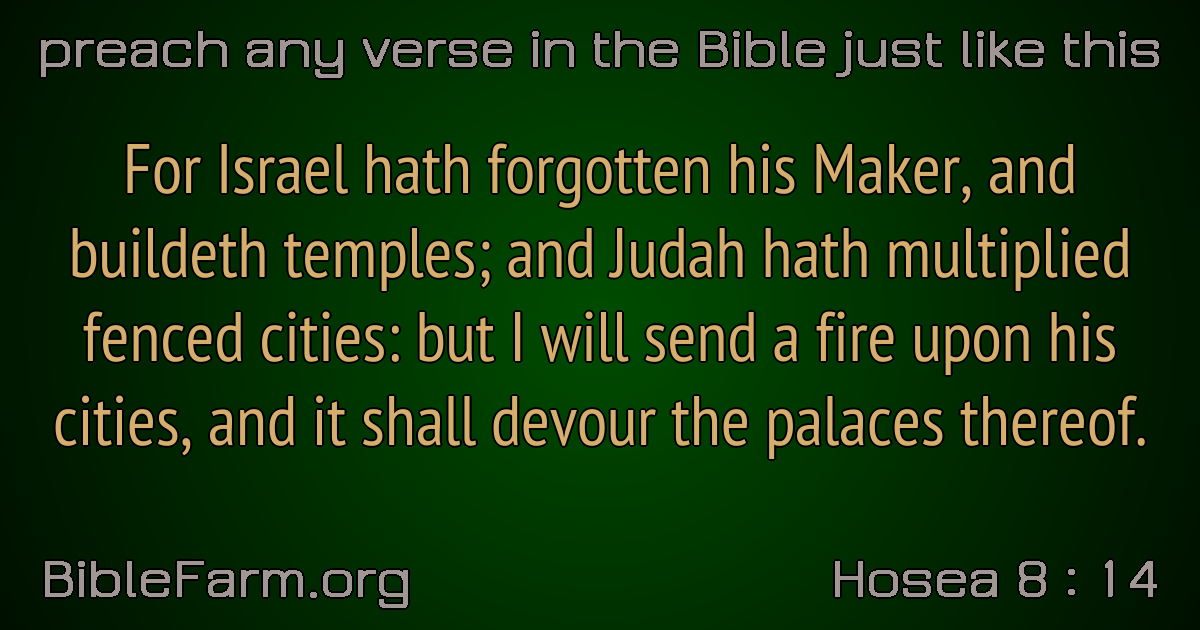 preach any verse in the Bible just like this
For Israel hath forgotten his Maker, and
buildeth temples; and Judah hath multiplied
fenced cities: but I will send a fire upon his
cities, and it shall devour the palaces thereof.
BibleFarm.org
Hosea 8 : 14